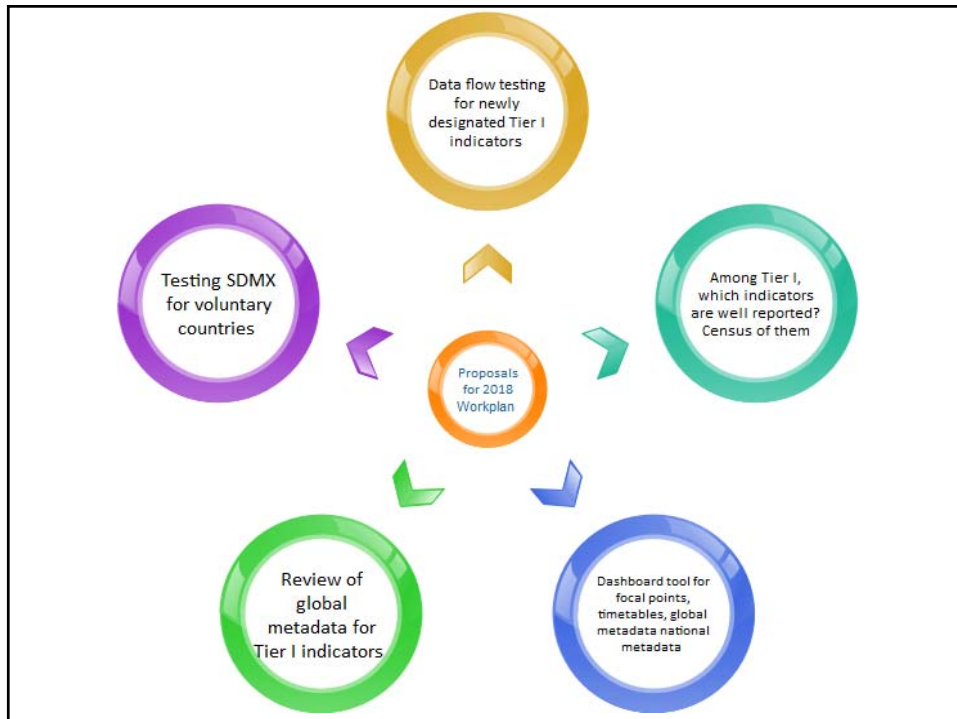 Data flow testing
for newly
designated Tier I
indicators
Testing SDMX
for voluntary
countries
Among Tier I,
which indicators
are well reported?
Census of them
Proposals
for 2018
Workplan
Review of
global
metadata for
Tier I indicators
Dashboard tool for
focal points,
timetables, global
metadata national
metadata